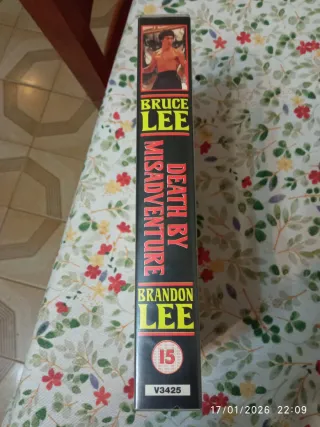 BRUCE
LEE
DEATH BY
MISADVENTURE
BRANDON
LEE
15
V3425
17/01/2026 22:09